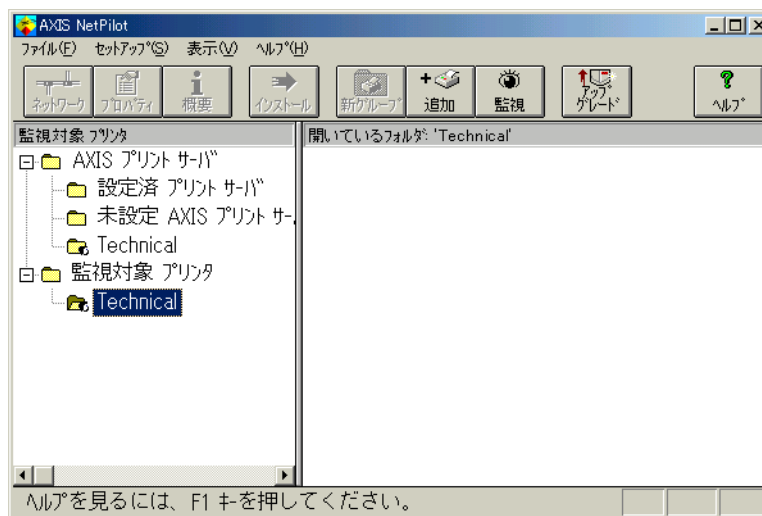 AXIS NetPilot
ﾌｧｲﾙ(F) ｾｯﾄｱｯﾌﾟ(S) 表示(V) ﾍﾙﾌﾟ(H)
ﾈｯﾄﾜｰｸ ﾌﾟﾛﾊﾟﾃｨ 概要 ｲﾝｽﾄｰﾙ 新ｸﾞﾙｰﾌﾟ 追加 監視 ｱｯﾌﾟｸﾞﾚｰﾄﾞ ﾍﾙﾌﾟ
監視対象 ﾌﾟﾘﾝﾀ 開いているﾌｫﾙﾀﾞ: 'Technical'
AXIS ﾌﾟﾘﾝﾄ ｻｰﾊﾞ
設定済 ﾌﾟﾘﾝﾄ ｻｰﾊﾞ
未設定 AXIS ﾌﾟﾘﾝﾄ ｻｰ
Technical
監視対象 ﾌﾟﾘﾝﾀ
Technical
ﾍﾙﾌﾟを見るには、F1 ｷｰを押してください。